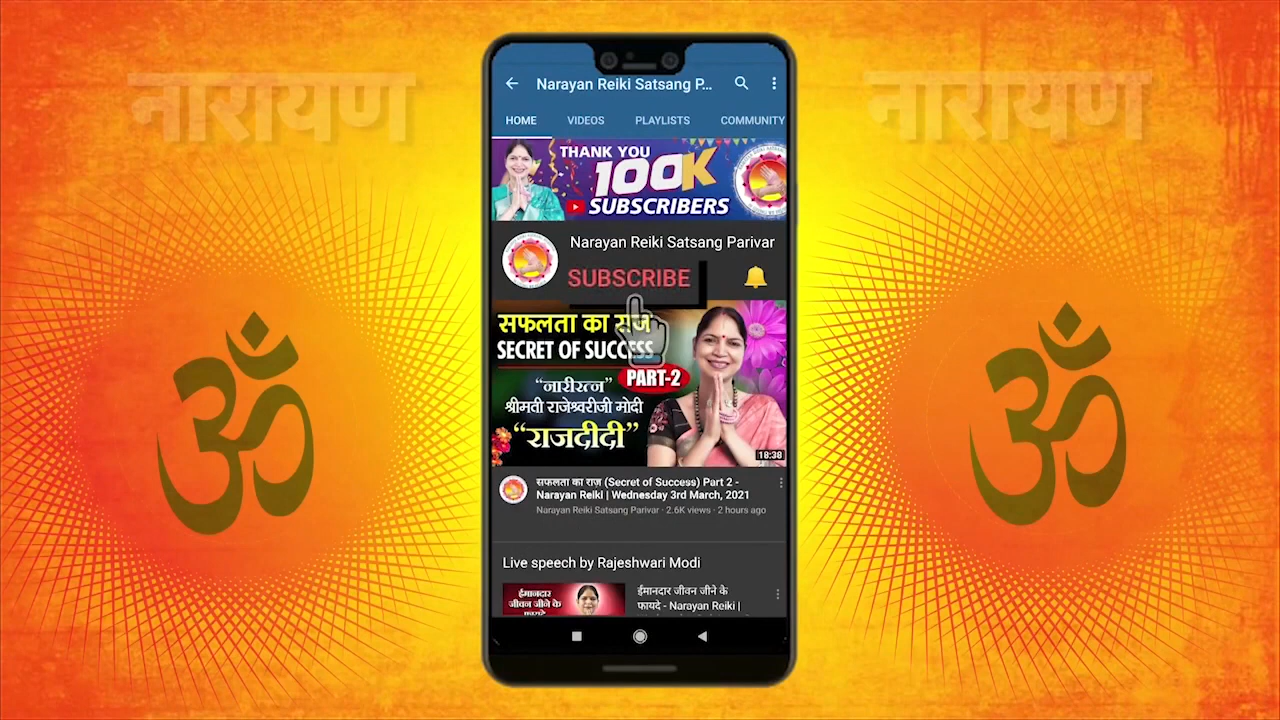 नारायण
नारायण
ॐ
ॐ
Narayan Reiki Satsang P...
HOME VIDEOS PLAYLISTS COMMUNITY
THANK YOU
100K
SUBSCRIBERS
Narayan Reiki Satsang Parivar
SUBSCRIBE
सफलता का राज
SECRET OF SUCCESS
PART-2
“नारीरत्न”
श्रीमती राजेश्वरीजी मोदी
“राजदीदी”
18:38
सफलता का राज़ (Secret of Success) Part 2 -
Narayan Reiki | Wednesday 3rd March, 2021
Narayan Reiki Satsang Parivar · 2.6K views · 2 hours ago
Live speech by Rajeshwari Modi
ईमानदार
जीवन जीने के
ईमानदार जीवन जीने के
फायदे - Narayan Reiki |